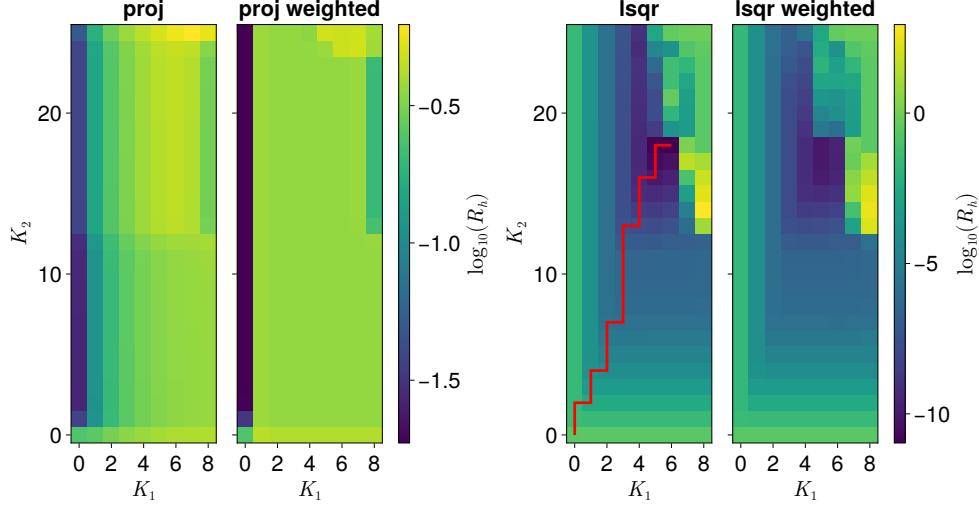 proj
proj weighted
lsqr
lsqr weighted
20
10
0
K₂
0 2 4 6 8
K₁
0 2 4 6 8
K₁
−0.5
−1.0
−1.5
log₁₀(R_h)
20
10
0
K₂
0 2 4 6 8
K₁
0 2 4 6 8
K₁
0
−5
−10
log₁₀(R_h)